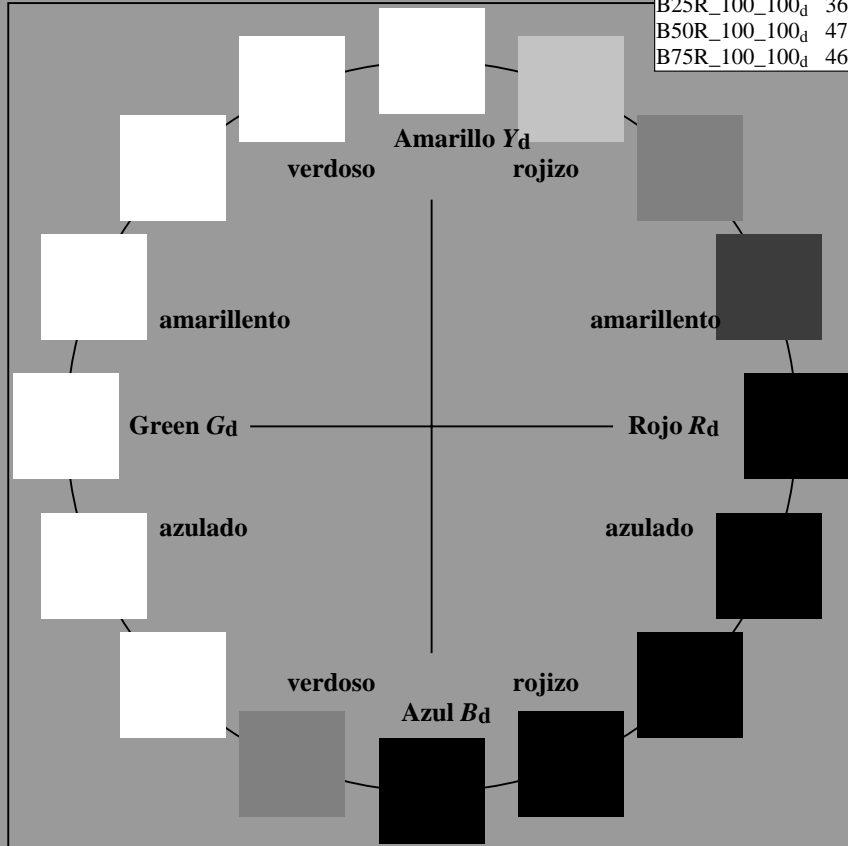 B25R_100_100d 36
B50R_100_100d 47
B75R_100_100d 46
Amarillo Yd
verdoso rojizo
amarillento amarillento
Green Gd Rojo Rd
azulado azulado
verdoso rojizo
Azul Bd